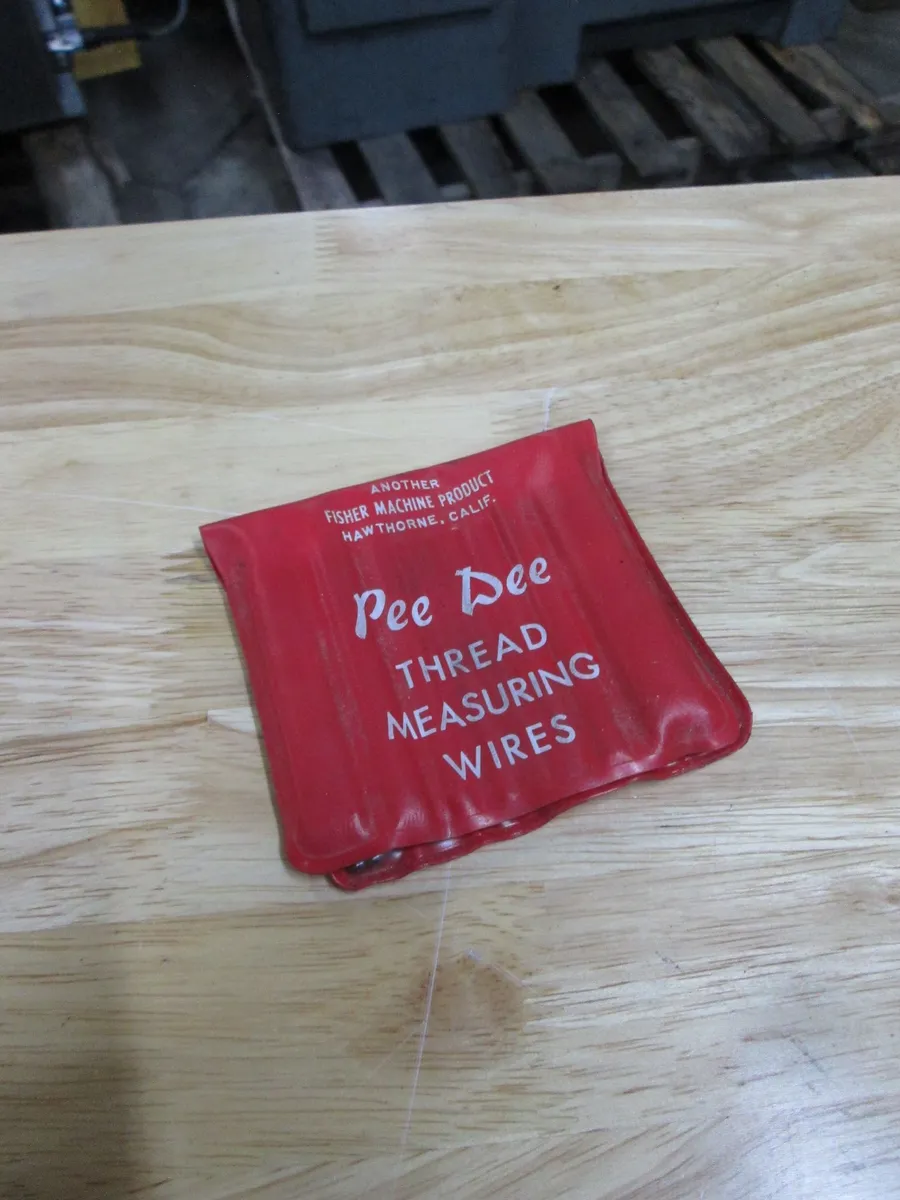 ANOTHER
FISHER MACHINE PRODUCT
HAWTHORNE, CALIF.
Pee Dee
THREAD
MEASURING
WIRES